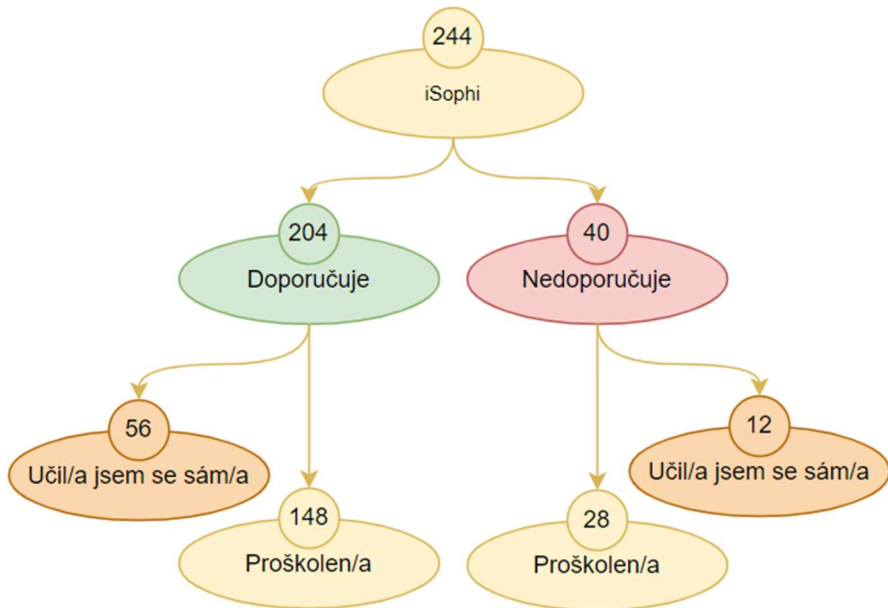 244
iSophi
204
Doporučuje
40
Nedoporučuje
56
Učil/a jsem se sám/a
12
Učil/a jsem se sám/a
148
Proškolen/a
28
Proškolen/a